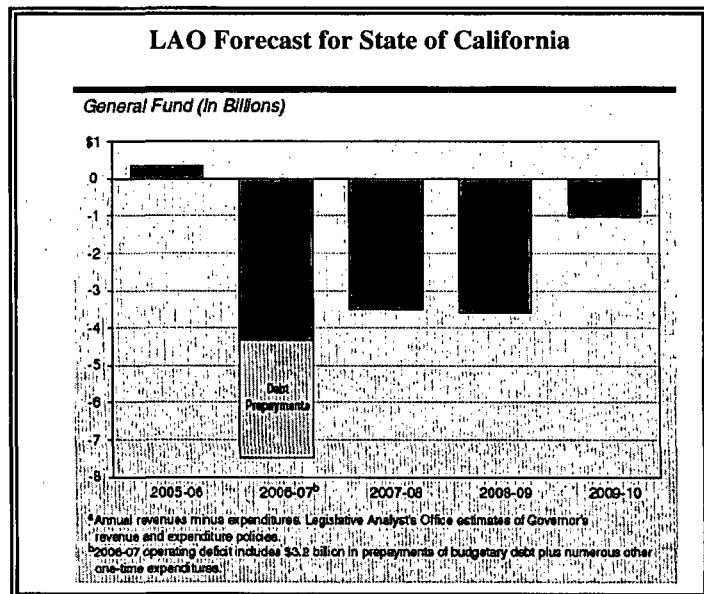 LAO Forecast for State of California
General Fund (In Billions)
$1
0
-1
-2
-3
-4
-5
-6
-7
-8
Debt
Prepayments
2005-06
2006-07ᵇ
2007-08
2008-09
2009-10
ᵃAnnual revenues minus expenditures. Legislative Analyst's Office estimates of Governor's
revenue and expenditure policies.
ᵇ2006-07 operating deficit includes $3.2 billion in prepayments of budgetary debt plus numerous other
one-time expenditures.